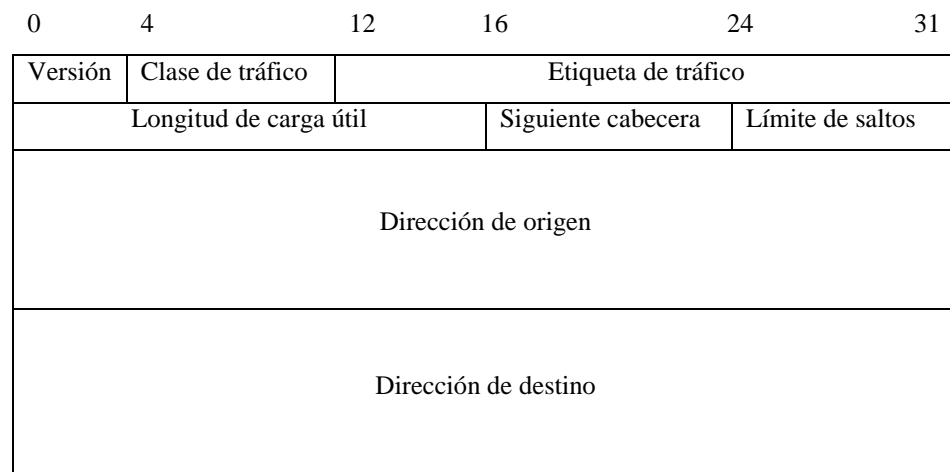 0 4 12 16 24 31
Versión Clase de tráfico Etiqueta de tráfico
Longitud de carga útil Siguiente cabecera Límite de saltos
Dirección de origen
Dirección de destino